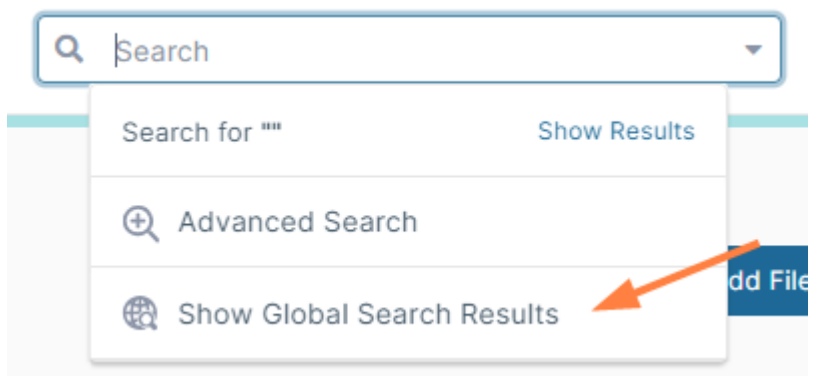 Search
Search for "" Show Results
Advanced Search
dd File
Show Global Search Results